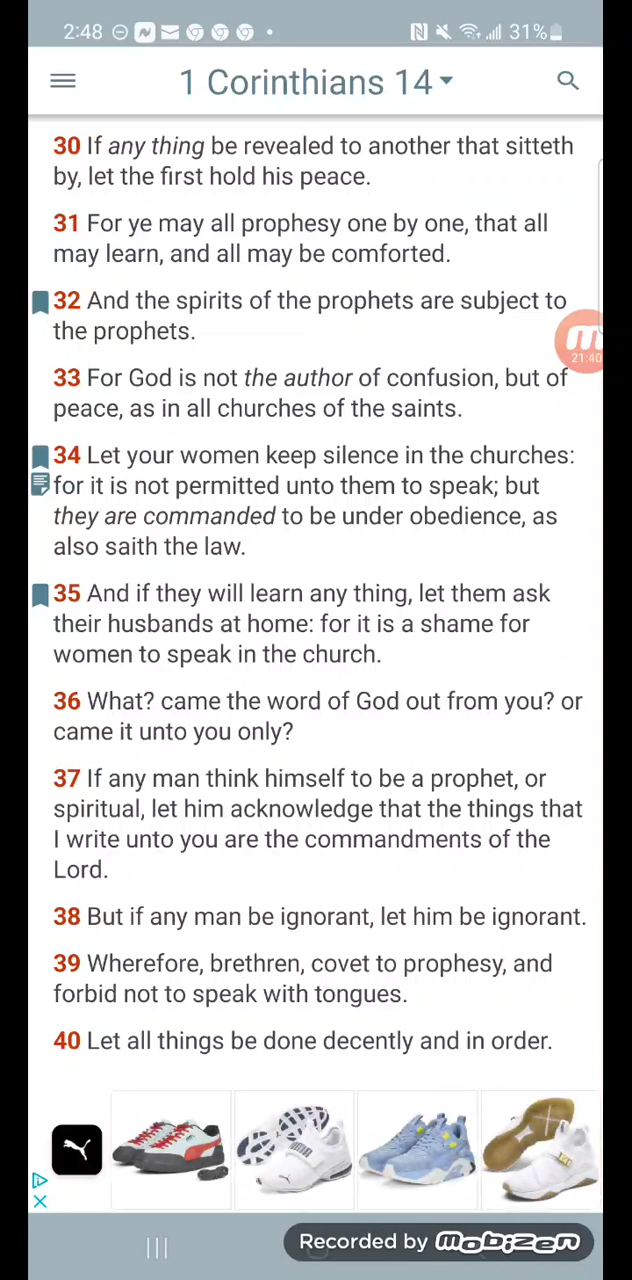 2:48 31%
1 Corinthians 14
30 If any thing be revealed to another that sitteth
by, let the first hold his peace.
31 For ye may all prophesy one by one, that all
may learn, and all may be comforted.
32 And the spirits of the prophets are subject to
the prophets.
21:40
33 For God is not the author of confusion, but of
peace, as in all churches of the saints.
34 Let your women keep silence in the churches:
for it is not permitted unto them to speak; but
they are commanded to be under obedience, as
also saith the law.
35 And if they will learn any thing, let them ask
their husbands at home: for it is a shame for
women to speak in the church.
36 What? came the word of God out from you? or
came it unto you only?
37 If any man think himself to be a prophet, or
spiritual, let him acknowledge that the things that
I write unto you are the commandments of the
Lord.
38 But if any man be ignorant, let him be ignorant.
39 Wherefore, brethren, covet to prophesy, and
forbid not to speak with tongues.
40 Let all things be done decently and in order.
Recorded by mobizen